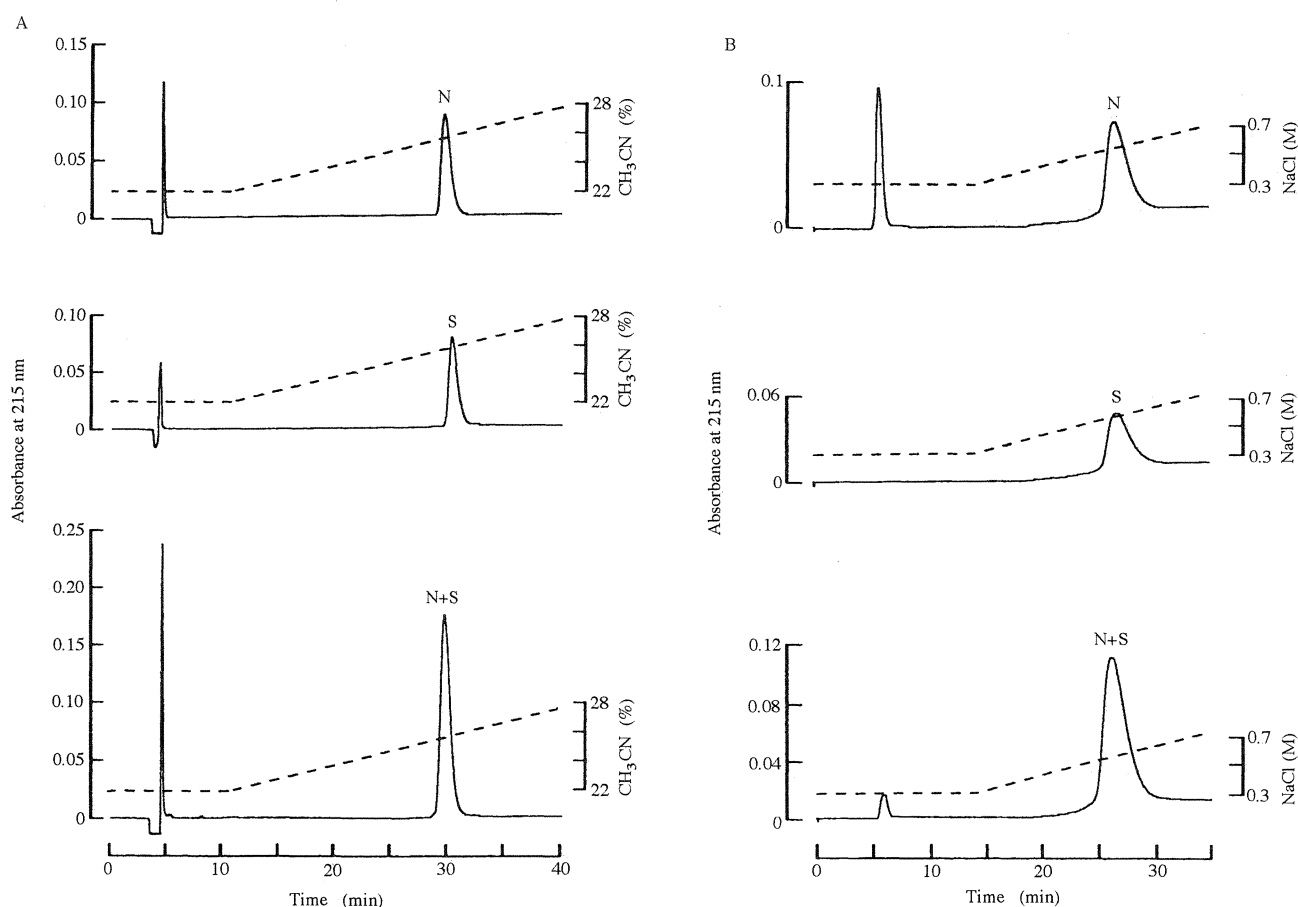 A
0.15
0.10
0.05
0
N
28
22
CH3CN (%)
0.10
0.05
0
S
28
22
CH3CN (%)
Absorbance at 215 nm
0.25
0.20
0.15
0.10
0.05
0
N+S
28
22
CH3CN (%)
0 10 20 30 40
Time (min)
B
0.1
0
N
0.7
0.3
NaCl (M)
0.06
0
S
0.7
0.3
NaCl (M)
Absorbance at 215 nm
0.12
0.08
0.04
0
N+S
0.7
0.3
NaCl (M)
0 10 20 30
Time (min)